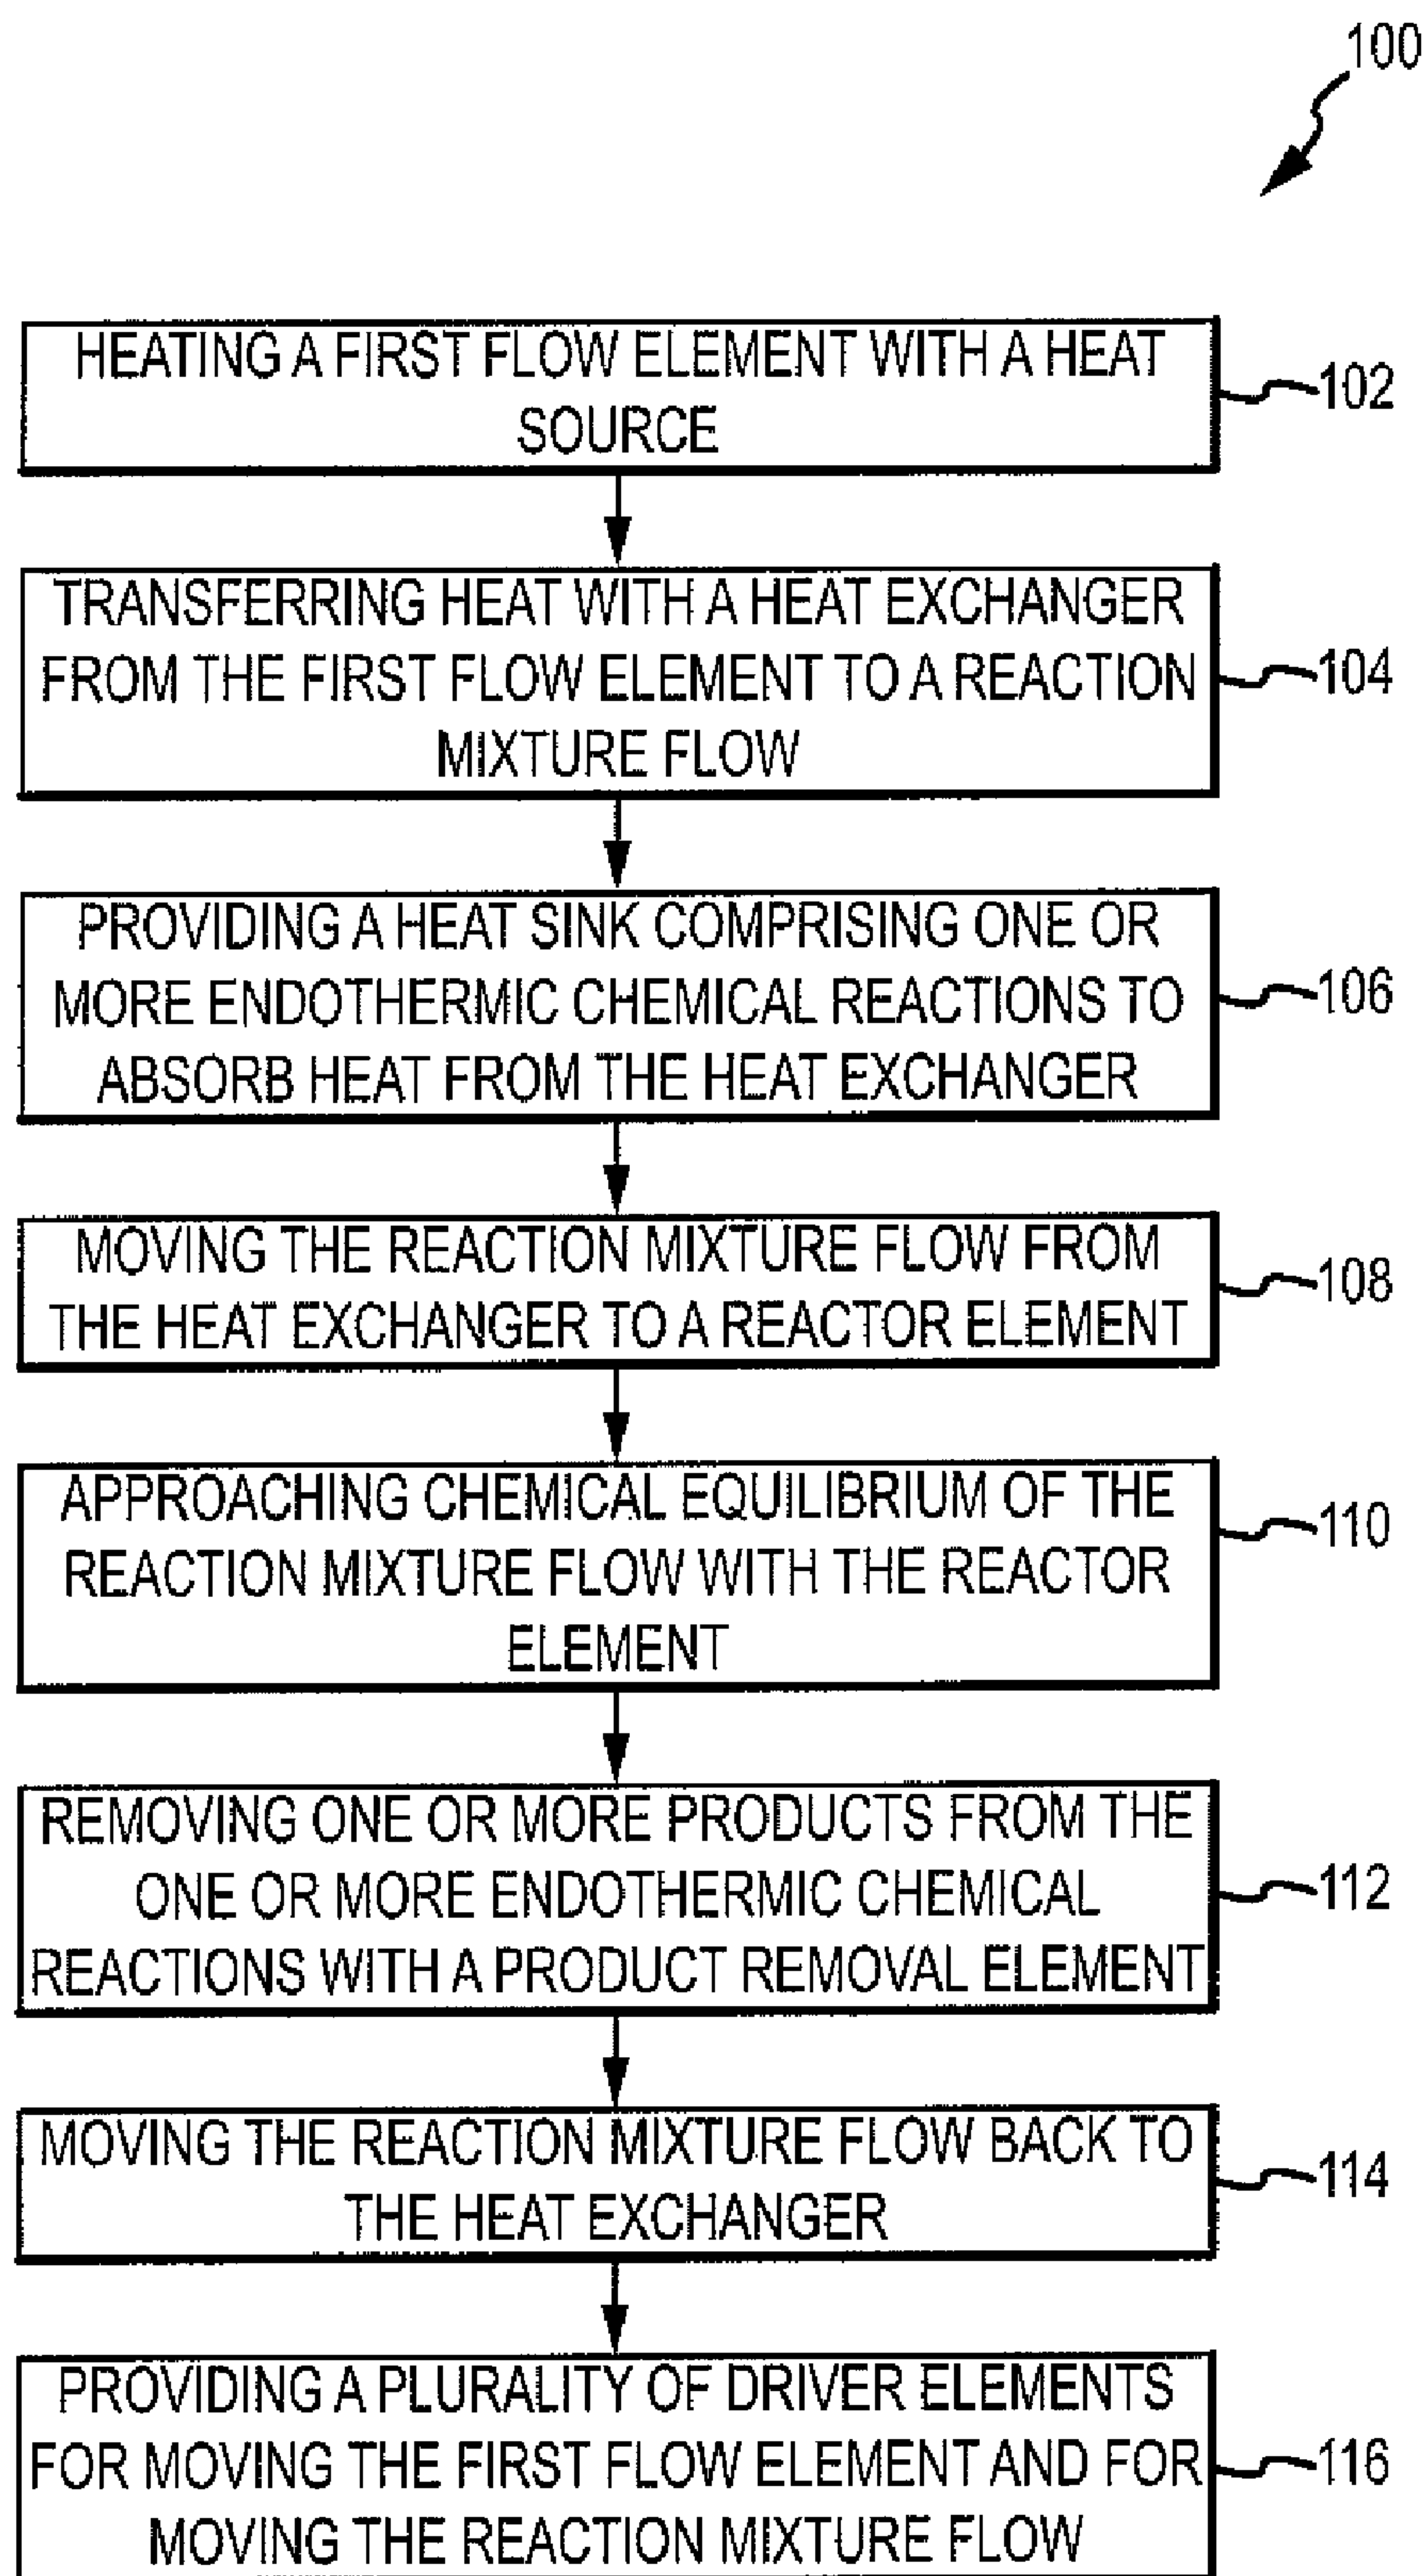 100
HEATING A FIRST FLOW ELEMENT WITH A HEAT
SOURCE
102
TRANSFERRING HEAT WITH A HEAT EXCHANGER
FROM THE FIRST FLOW ELEMENT TO A REACTION
MIXTURE FLOW
104
PROVIDING A HEAT SINK COMPRISING ONE OR
MORE ENDOTHERMIC CHEMICAL REACTIONS TO
ABSORB HEAT FROM THE HEAT EXCHANGER
106
MOVING THE REACTION MIXTURE FLOW FROM
THE HEAT EXCHANGER TO A REACTOR ELEMENT
108
APPROACHING CHEMICAL EQUILIBRIUM OF THE
REACTION MIXTURE FLOW WITH THE REACTOR
ELEMENT
110
REMOVING ONE OR MORE PRODUCTS FROM THE
ONE OR MORE ENDOTHERMIC CHEMICAL
REACTIONS WITH A PRODUCT REMOVAL ELEMENT
112
MOVING THE REACTION MIXTURE FLOW BACK TO
THE HEAT EXCHANGER
114
PROVIDING A PLURALITY OF DRIVER ELEMENTS
FOR MOVING THE FIRST FLOW ELEMENT AND FOR
MOVING THE REACTION MIXTURE FLOW
116